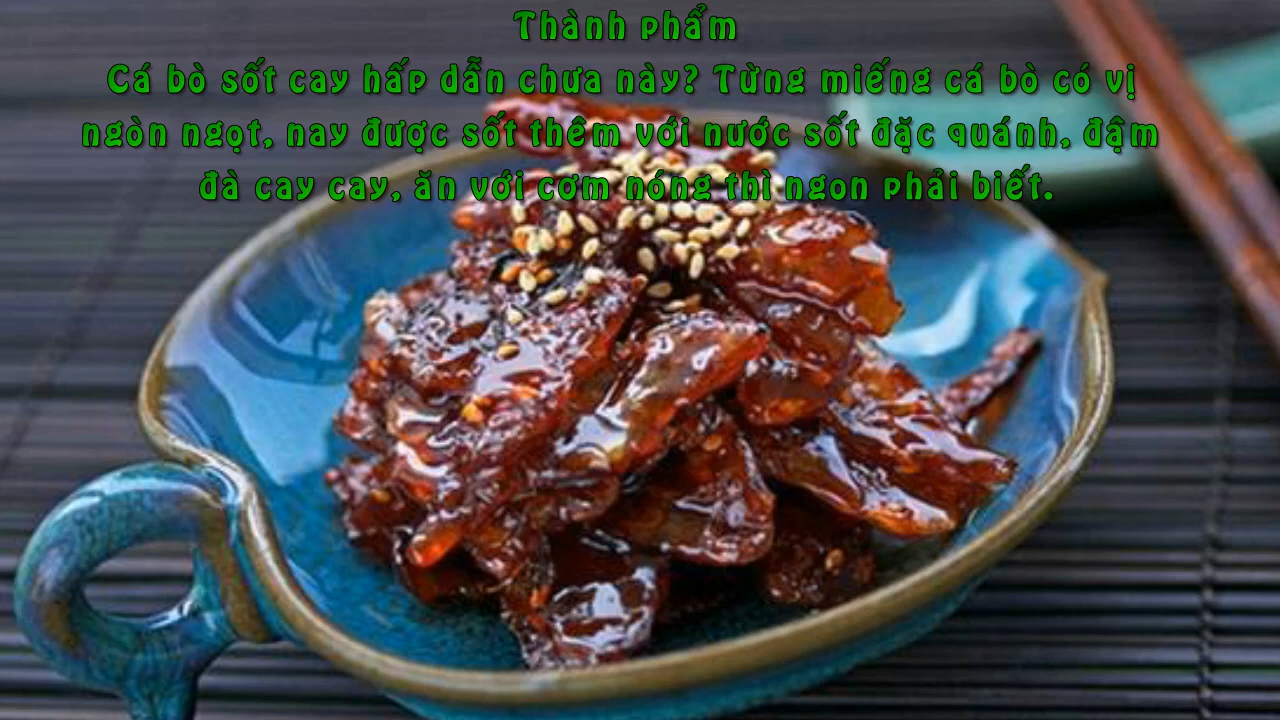 Thành phẩm
Cá bò sốt cay hấp dẫn chưa này? Từng miếng cá bò có vị
ngòn ngọt, nay được sốt thêm với nước sốt đặc quánh, đậm
đà cay cay, ăn với cơm nóng thì ngon phải biết.